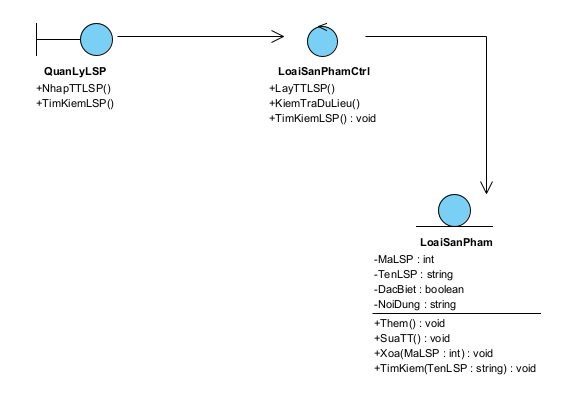 QuanLyLSP
+NhapTTLSP()
+TimKiemLSP()
LoaiSanPhamCtrl
+LayTTLSP()
+KiemTraDuLieu()
+TimKiemLSP() : void
LoaiSanPham
-MaLSP : int
-TenLSP : string
-DacBiet : boolean
-NoiDung : string
+Them() : void
+SuaTT() : void
+Xoa(MaLSP : int) : void
+TimKiem(TenLSP : string) : void